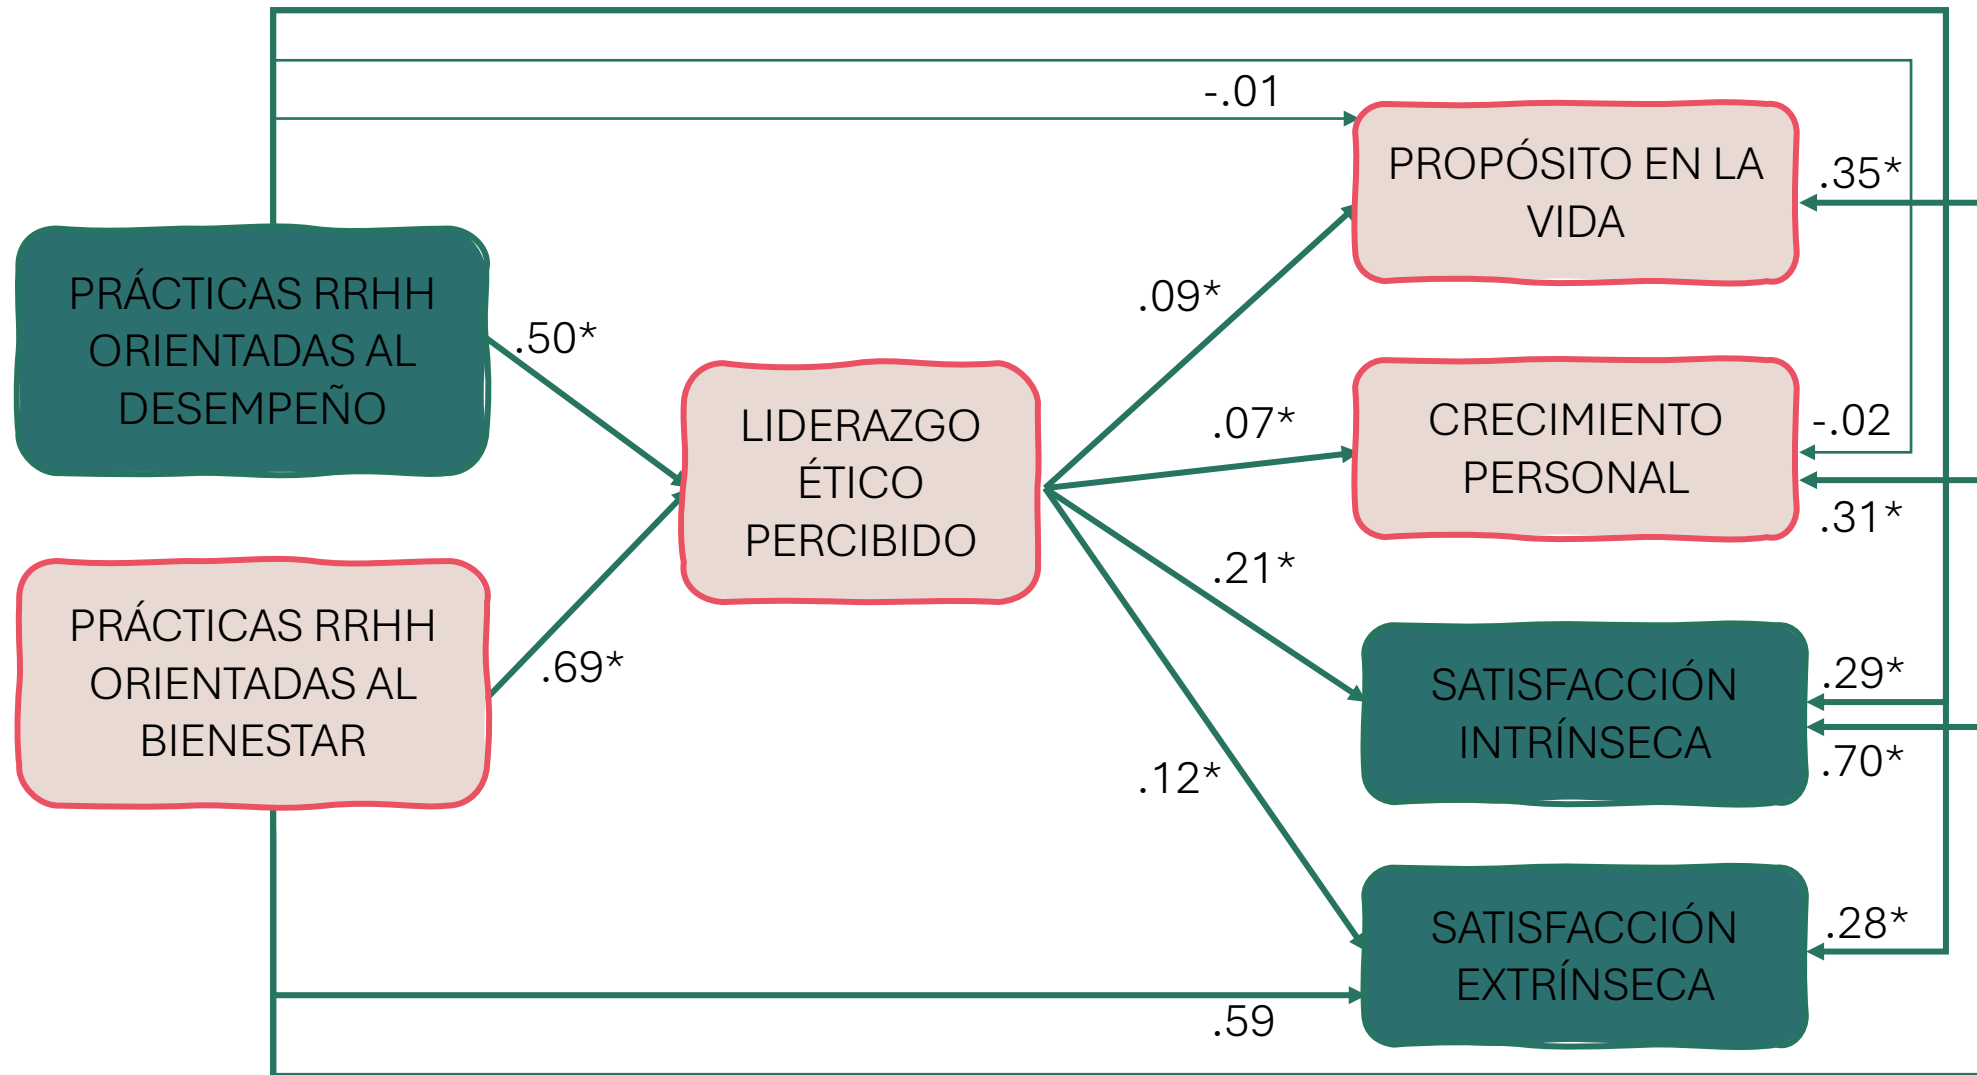 -.01
PROPÓSITO EN LA
VIDA
.35*
PRÁCTICAS RRHH
ORIENTADAS AL
DESEMPEÑO
.50*
.09*
LIDERAZGO
ÉTICO
PERCIBIDO
.07*
CRECIMIENTO
PERSONAL
-.02
.31*
PRÁCTICAS RRHH
ORIENTADAS AL
BIENESTAR
.69*
.21*
SATISFACCIÓN
INTRÍNSECA
.29*
.70*
.12*
SATISFACCIÓN
EXTRÍNSECA
.28*
.59